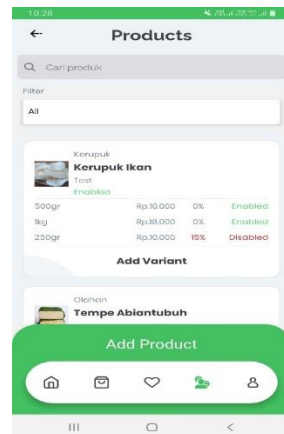 10:28
Products
Cari produk
Filter
All
Kerupuk
Kerupuk Ikan
Test
Enabled
500gr Rp.10.000 0% Enabled
1kg Rp.18.000 0% Enabled
250gr Rp.10.000 15% Disabled
Add Variant
Olahan
Tempe Abiantubuh
Add Product